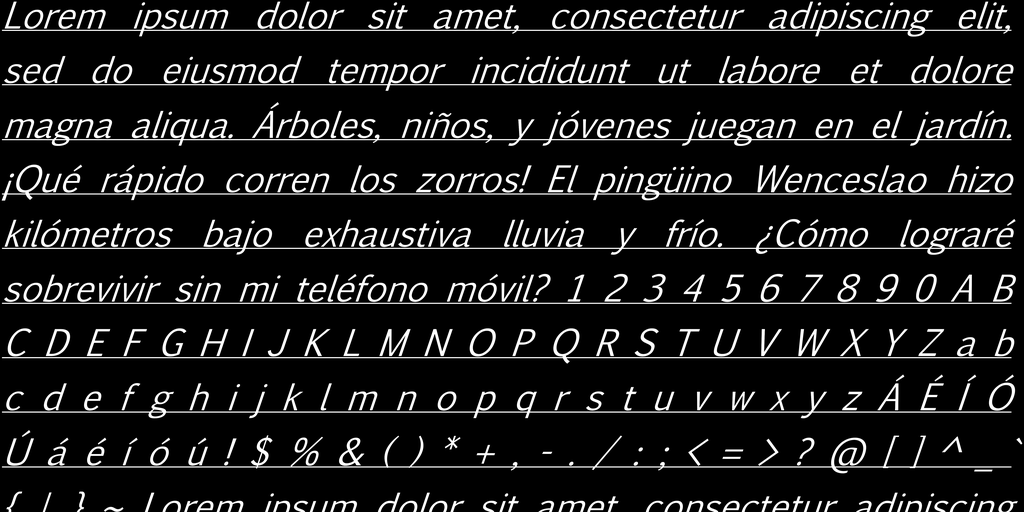 Lorem ipsum dolor sit amet, consectetur adipiscing elit,
sed do eiusmod tempor incididunt ut labore et dolore
magna aliqua. Árboles, niños, y jóvenes juegan en el jardín.
¡Qué rápido corren los zorros! El pingüino Wenceslao hizo
kilómetros bajo exhaustiva lluvia y frío. ¿Cómo lograré
sobrevivir sin mi teléfono móvil? 1 2 3 4 5 6 7 8 9 0 A B
C D E F G H I J K L M N O P Q R S T U V W X Y Z a b
c d e f g h i j k l m n o p q r s t u v w x y z Á É Í Ó
Ú á é í ó ú ! $ % & ( ) * + , - . / : ; < = > ? @ [ ] ^ _ `
{ | } ~ Lorem ipsum dolor sit amet, consectetur adipiscing